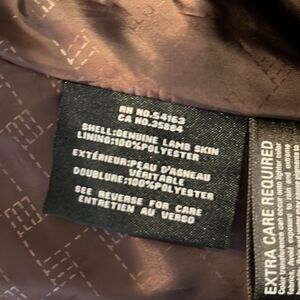 RN NO.54163
CA NO.35864
SHELL:GENUINE LAMB SKIN
LINING:100%POLYESTER
EXTÉRIEUR:PEAU D'AGNEAU
VÉRITABLE
DOUBLURE:100%POLYESTER
SEE REVERSE FOR CARE
ENTRETIEN AU VERSO
EXTRA CARE REQUIRED